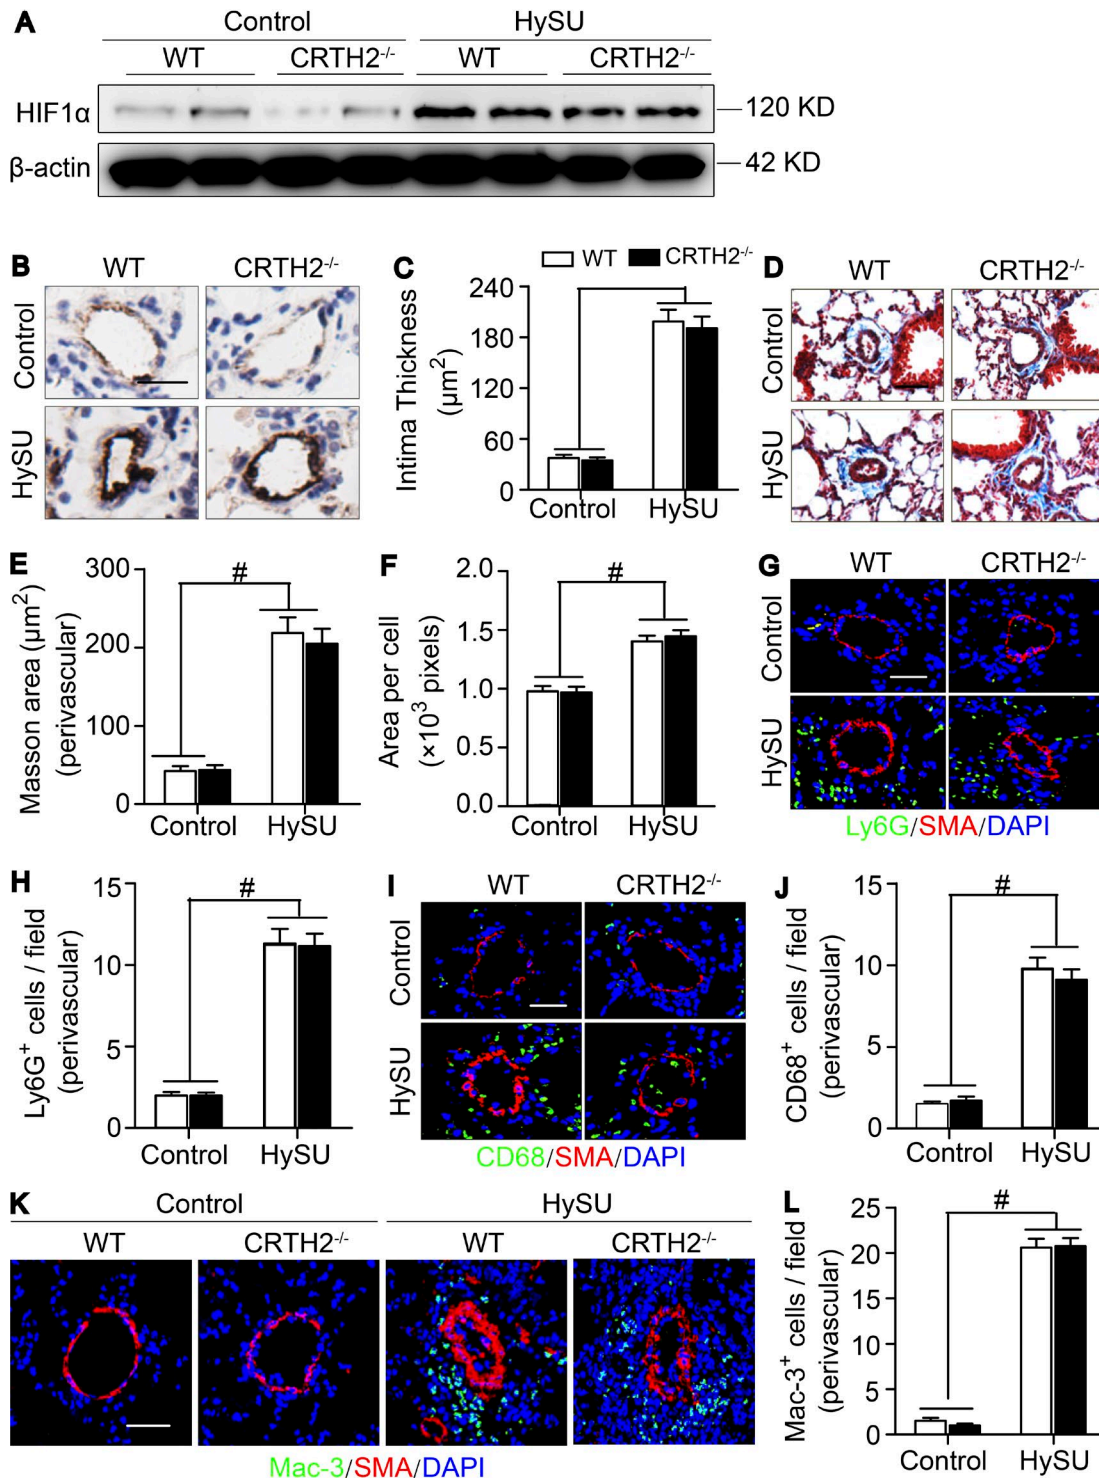 A
Control
HySU
WT
CRTH2-/-
WT
CRTH2-/-
HIF1α
120 KD
β-actin
42 KD
B
WT
CRTH2-/-
Control
HySU
C
WT
CRTH2-/-
Intima Thickness
(µm2)
240
180
120
60
0
Control
HySU
D
WT
CRTH2-/-
Control
HySU
E
Masson area (µm2)
(perivascular)
300
200
100
0
#
Control
HySU
F
Area per cell
(×103 pixels)
2.0
1.5
1.0
0.5
0.0
#
Control
HySU
G
WT
CRTH2-/-
Control
HySU
Ly6G/SMA/DAPI
H
Ly6G+ cells / field
(perivascular)
15
10
5
0
#
Control
HySU
I
WT
CRTH2-/-
Control
HySU
CD68/SMA/DAPI
J
CD68+ cells / field
(perivascular)
15
10
5
0
#
Control
HySU
K
Control
HySU
WT
CRTH2-/-
WT
CRTH2-/-
Mac-3/SMA/DAPI
L
Mac-3+ cells / field
(perivascular)
25
20
15
10
5
0
#
Control
HySU